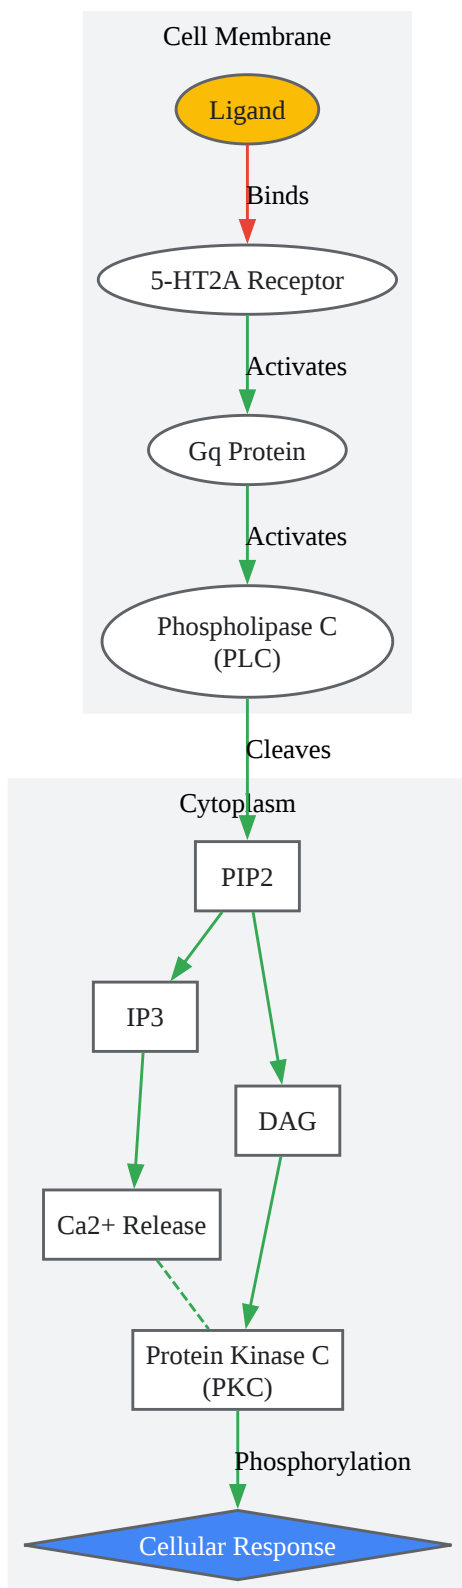 Cell Membrane
Ligand
Binds
5-HT2A Receptor
Activates
Gq Protein
Activates
Phospholipase C
(PLC)
Cleaves
Cytoplasm
PIP2
IP3
DAG
Ca2+ Release
Protein Kinase C
(PKC)
Phosphorylation
Cellular Response